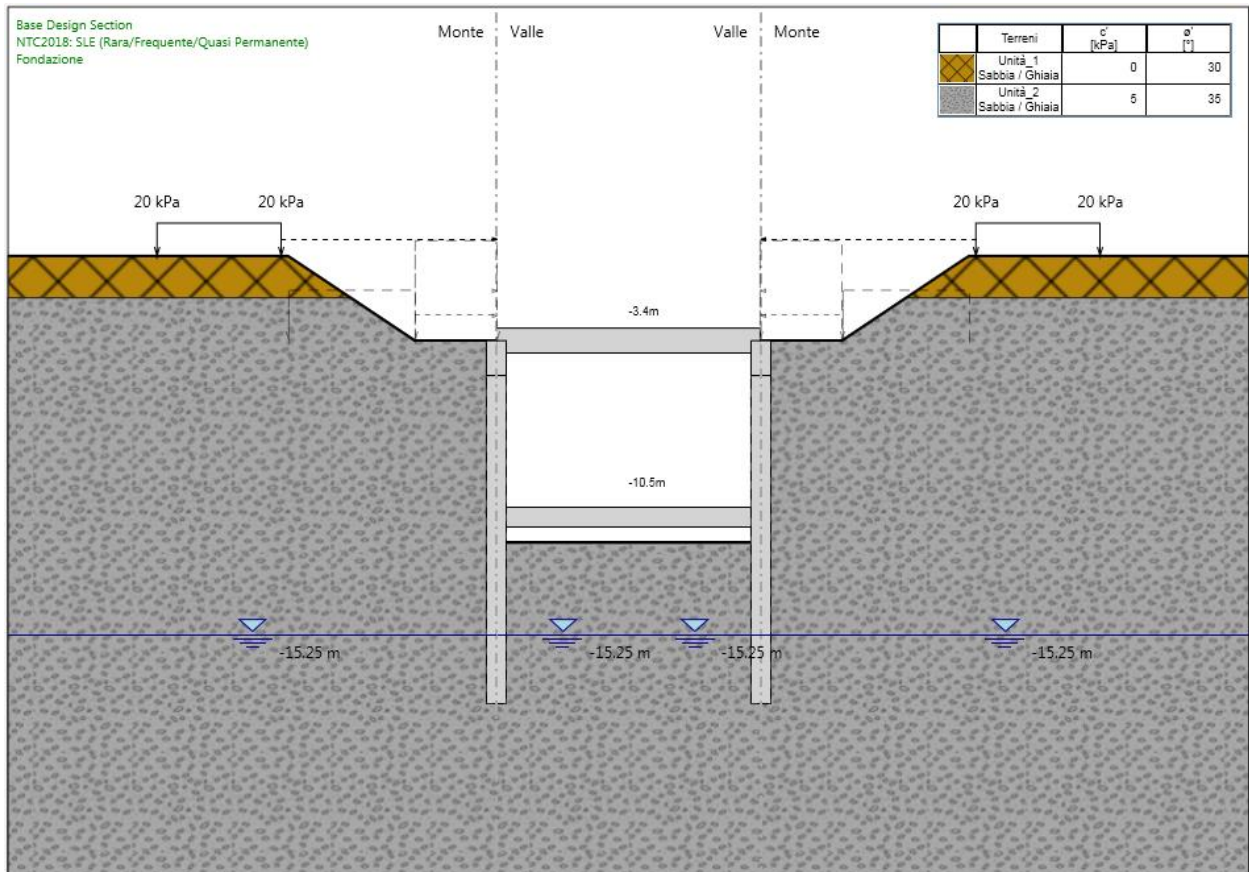 Base Design Section
NTC2018: SLE (Rara/Frequente/Quasi Permanente)
Fondazione
Monte Valle Valle Monte
Terreni c' [kPa] ø' [°]
Unità_1 Sabbia / Ghiaia 0 30
Unità_2 Sabbia / Ghiaia 5 35
20 kPa 20 kPa 20 kPa 20 kPa
-3.4m
-10.5m
-15.25 m -15.25 m -15.25 m -15.25 m